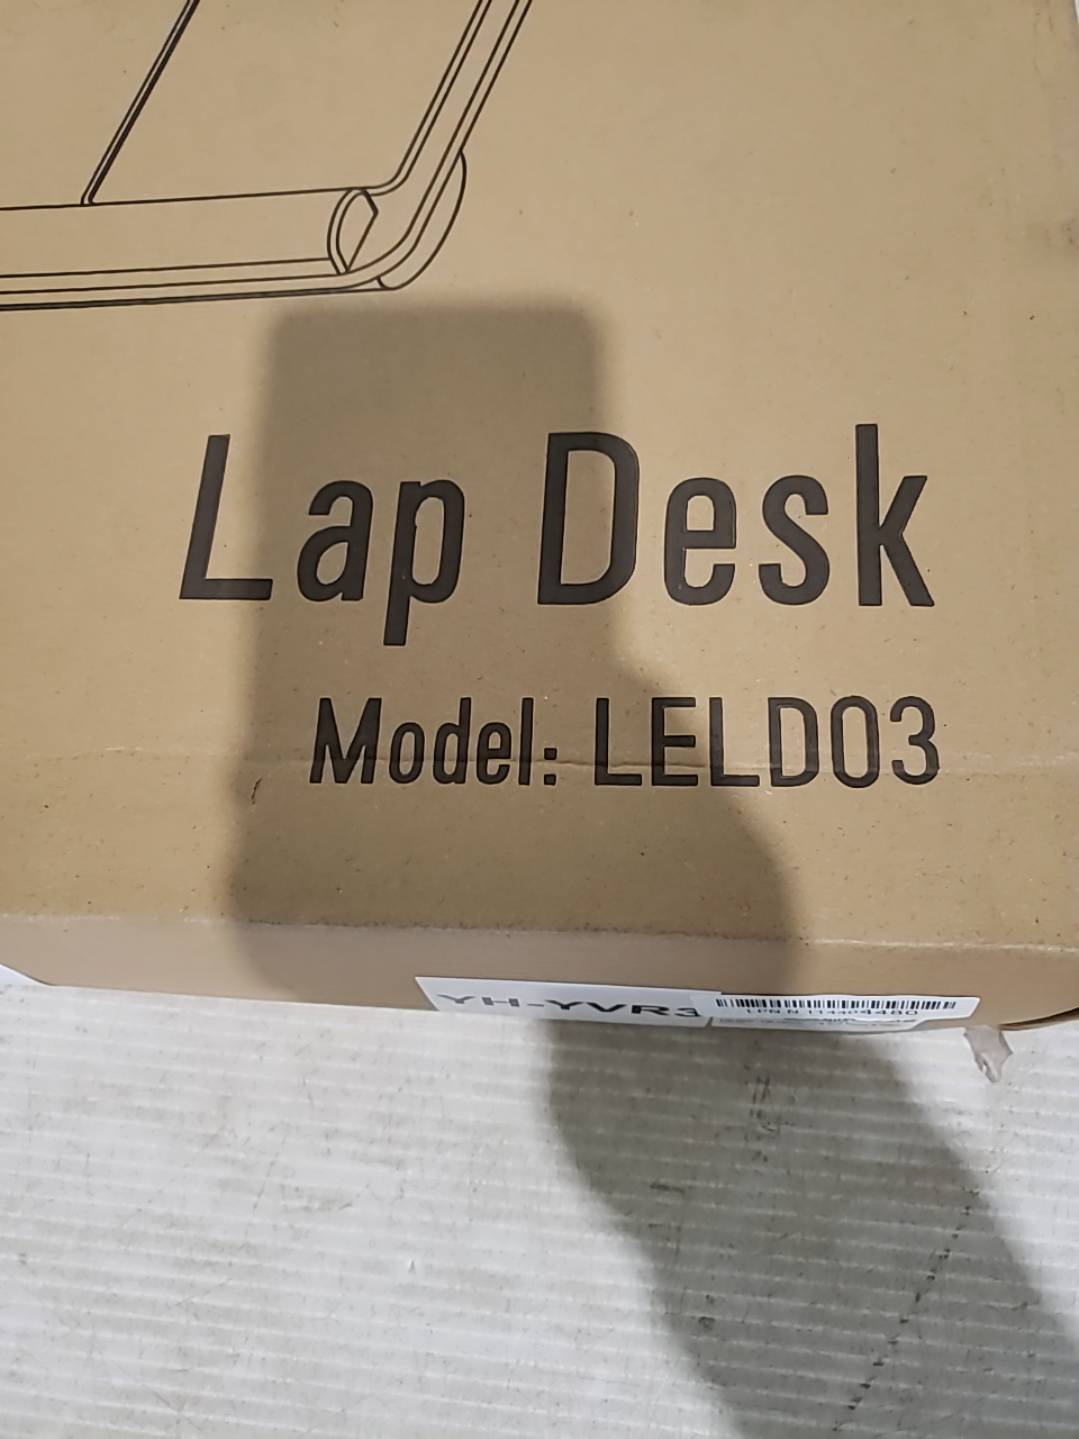 Lap Desk
Model: LELD03
YH-YVR3